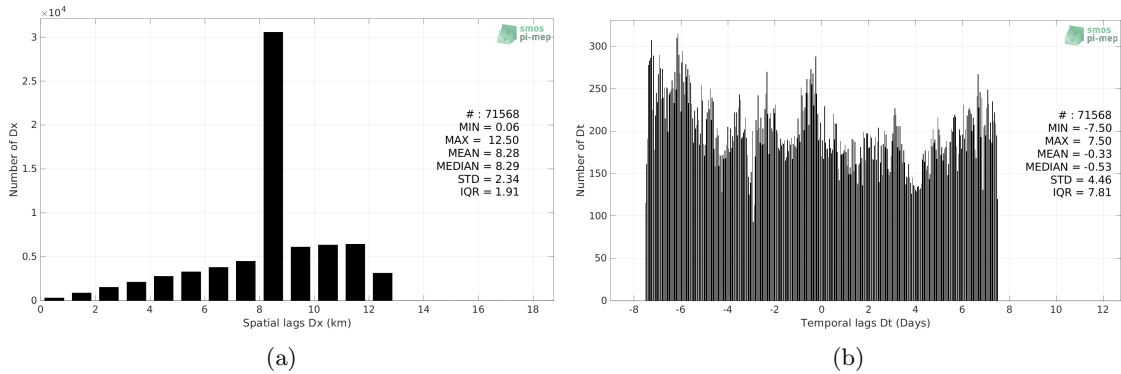 ×10⁴
3.5
3
2.5
2
1.5
1
0.5
0
0 2 4 6 8 10 12 14 16 18
Number of Dx
Spatial lags Dx (km)
smos
pi-mep
# : 71568
MIN = 0.06
MAX = 12.50
MEAN = 8.28
MEDIAN = 8.29
STD = 2.34
IQR = 1.91
(a)
300
250
200
150
100
50
0
-8 -6 -4 -2 0 2 4 6 8 10 12
Number of Dt
Temporal lags Dt (Days)
smos
pi-mep
# : 71568
MIN = -7.50
MAX = 7.50
MEAN = -0.33
MEDIAN = -0.53
STD = 4.46
IQR = 7.81
(b)